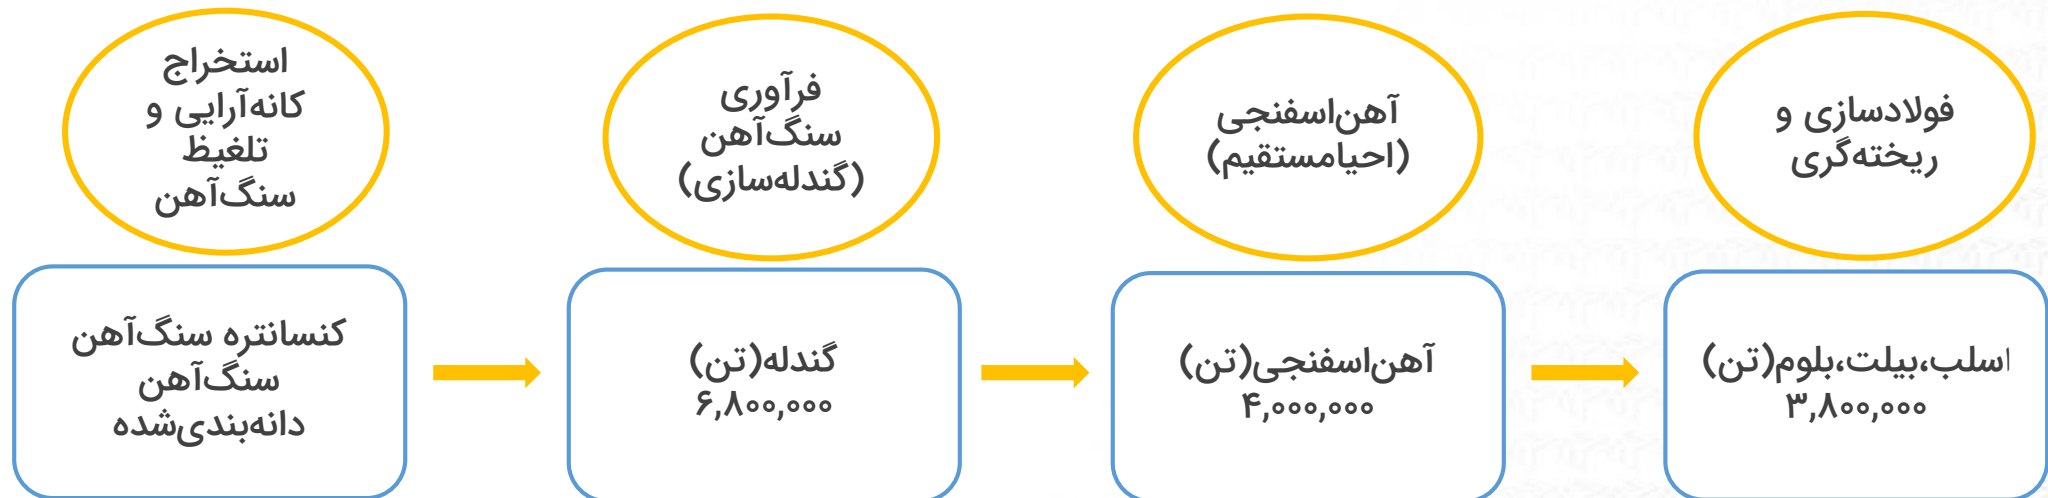 استخراج
کانه‌آرایی و
تلغیظ
سنگ‌آهن
فرآوری
سنگ‌آهن
(گندله‌سازی)
آهن‌اسفنجی
(احیامستقیم)
فولادسازی و
ریخته‌گری
کنسانتره سنگ‌آهن
سنگ‌آهن
دانه‌بندی‌شده
گندله(تن)
۶,۸۰۰,۰۰۰
آهن‌اسفنجی(تن)
۴,۰۰۰,۰۰۰
اسلب،بیلت،بلوم(تن)
۳,۸۰۰,۰۰۰